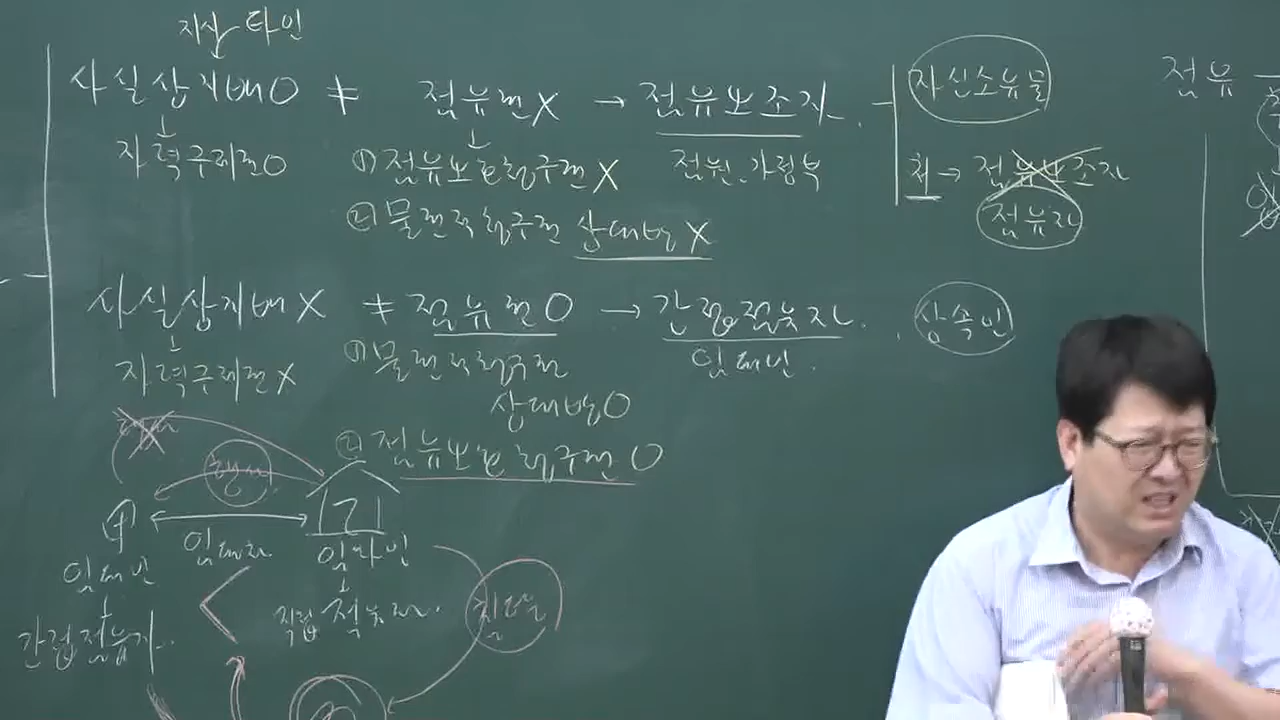 지상 타인
사실상지배O ≠ 점유권X → 점유보조자.
자신소유물
점유
자력구제권O
① 점유보호청구권X
점원.가정부
처 → 점유보조자
점유자
② 물권적청구권 상대방X
사실상지배X ≠ 점유권O → 간접점유자.
상속인
자력구제권X
① 물권적청구권
상대방O
임대인.
② 점유보호청구권O
甲
임대차
임대인
임차인
간접점유자..
직접점유자.